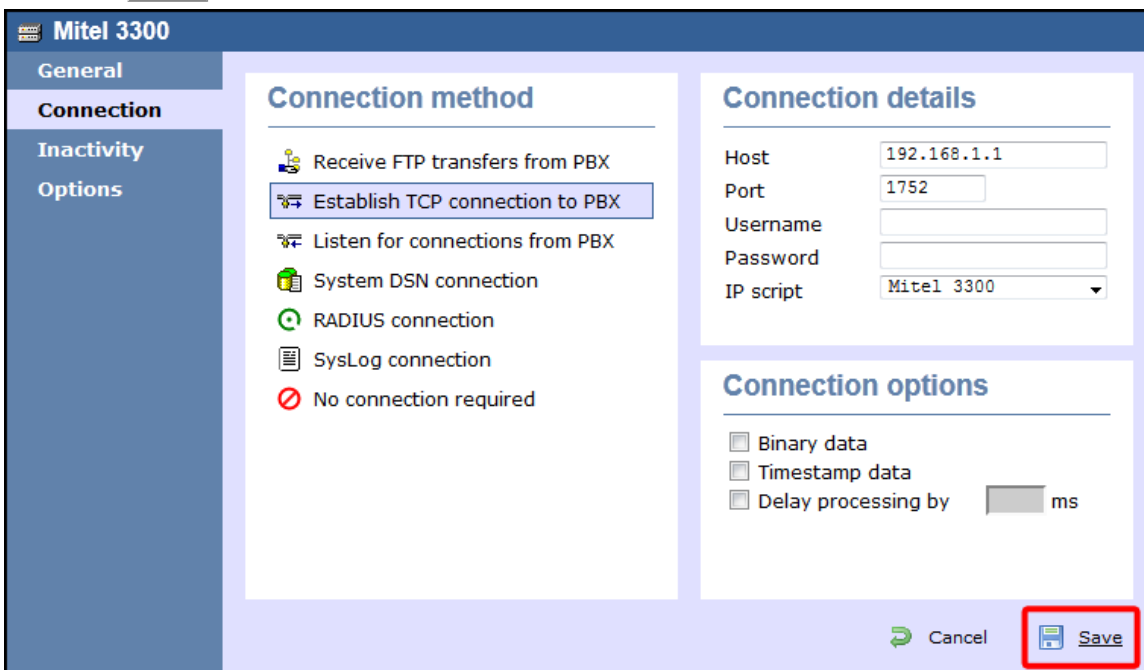 Mitel 3300
General
Connection
Inactivity
Options
Connection method
Receive FTP transfers from PBX
Establish TCP connection to PBX
Listen for connections from PBX
System DSN connection
RADIUS connection
SysLog connection
No connection required
Connection details
Host 192.168.1.1
Port 1752
Username
Password
IP script Mitel 3300
Connection options
Binary data
Timestamp data
Delay processing by ms
Cancel Save